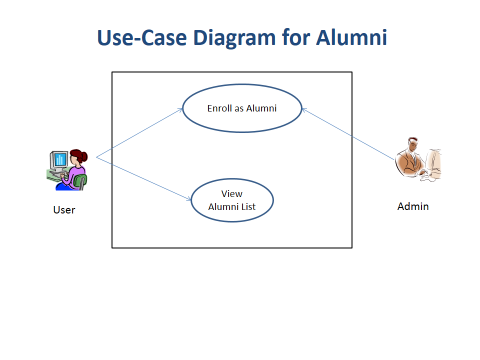 Use-Case Diagram for Alumni
Enroll as Alumni
View
Alumni List
User
Admin